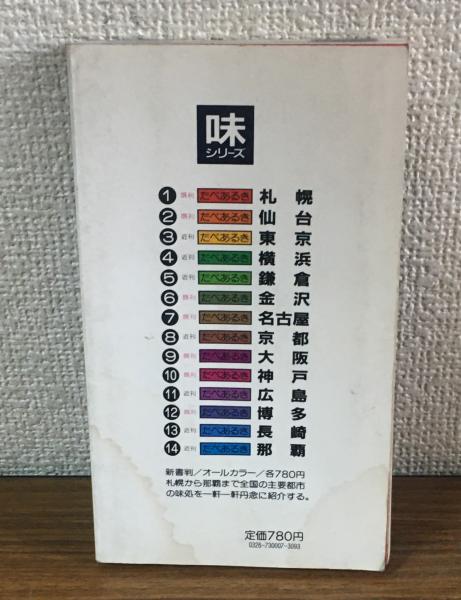 味
シリーズ
1 既刊 たべあるき 札幌
2 既刊 たべあるき 仙台
3 近刊 たべあるき 東京
4 近刊 たべあるき 横浜
5 近刊 たべあるき 鎌倉
6 既刊 たべあるき 金沢
7 既刊 たべあるき 名古屋
8 近刊 たべあるき 京都
9 既刊 たべあるき 大阪
10 既刊 たべあるき 神戸
11 近刊 たべあるき 広島
12 既刊 たべあるき 博多
13 近刊 たべあるき 長崎
14 近刊 たべあるき 那覇
新書判/オールカラー/各780円
札幌から那覇まで全国の主要都市
の味処を一軒一軒丹念に紹介する。
定価780円
0326-730007-3093